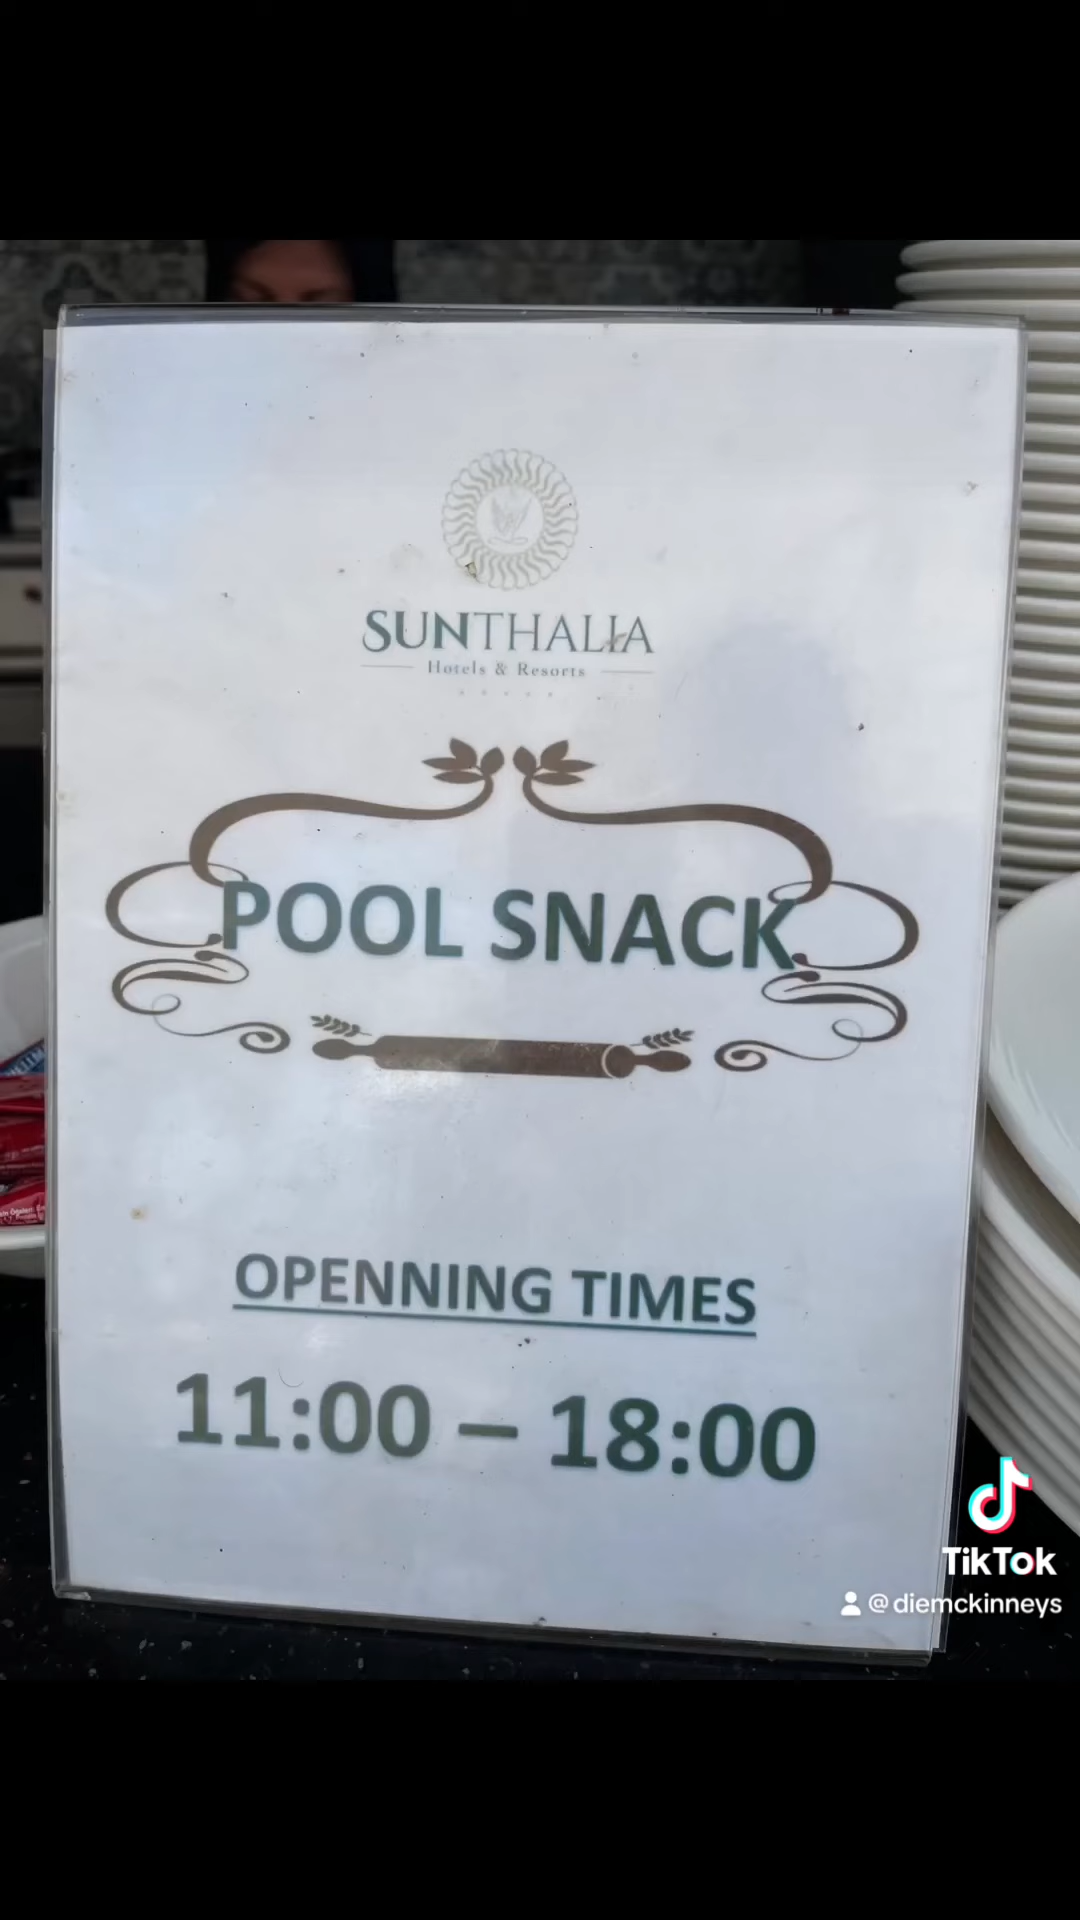 SUNTHALIA
Hotels & Resorts
POOL SNACK
OPENNING TIMES
11:00 – 18:00
TikTok
@diemckinneys